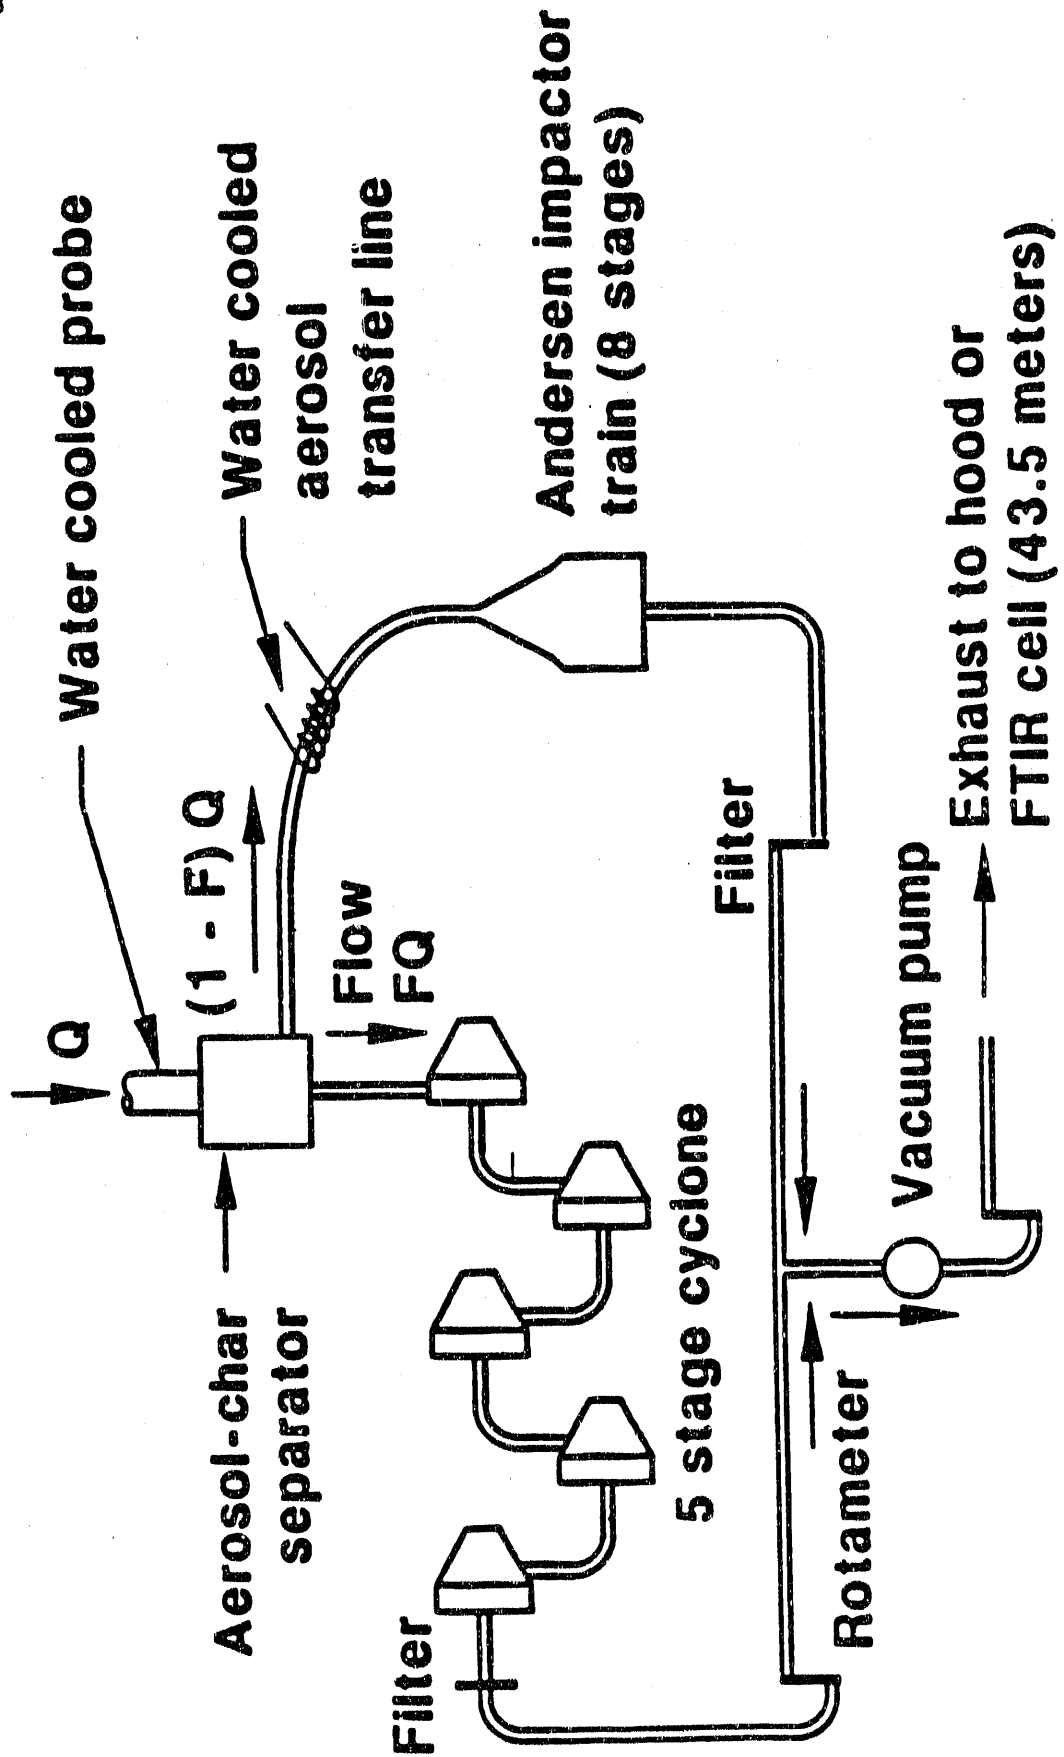 Q
Water cooled probe
(1 - F) Q
Water cooled
aerosol
transfer line
Aerosol-char
separator
Flow
FQ
Andersen impactor
train (8 stages)
Filter
5 stage cyclone
Filter
Rotameter
Vacuum pump
Exhaust to hood or
FTIR cell (43.5 meters)